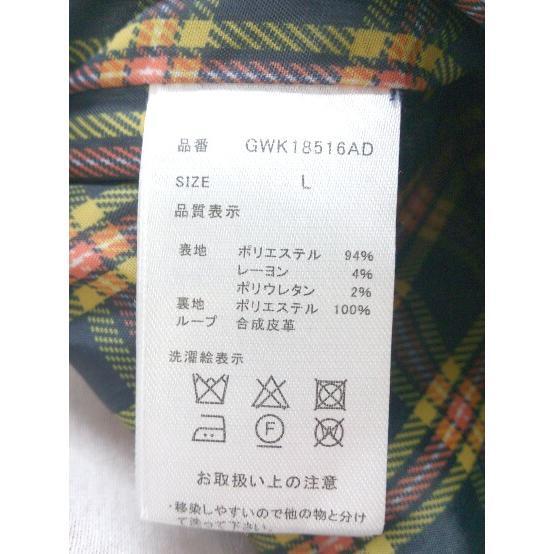 品番 GWK18516AD
SIZE L
品質表示
表地 ポリエステル 94%
レーヨン 4%
ポリウレタン 2%
裏地 ポリエステル 100%
ループ 合成皮革
洗濯絵表示
F
W
お取扱い上の注意
・移染しやすいので他の物と分け
て洗って下さい。